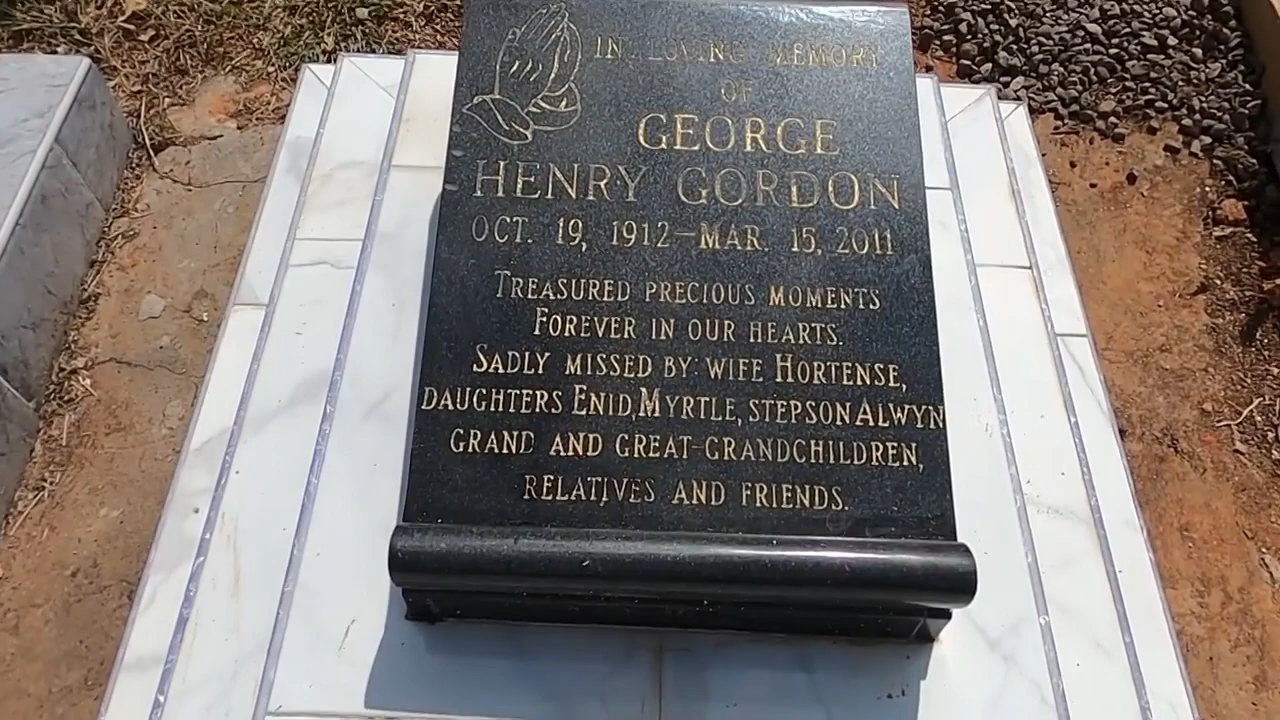 IN LOVING MEMORY
OF
GEORGE
HENRY GORDON
OCT. 19, 1912—MAR. 15, 2011
TREASURED PRECIOUS MOMENTS
FOREVER IN OUR HEARTS.
SADLY MISSED BY: WIFE HORTENSE,
DAUGHTERS ENID, MYRTLE, STEPSON ALWYN
GRAND AND GREAT-GRANDCHILDREN,
RELATIVES AND FRIENDS.